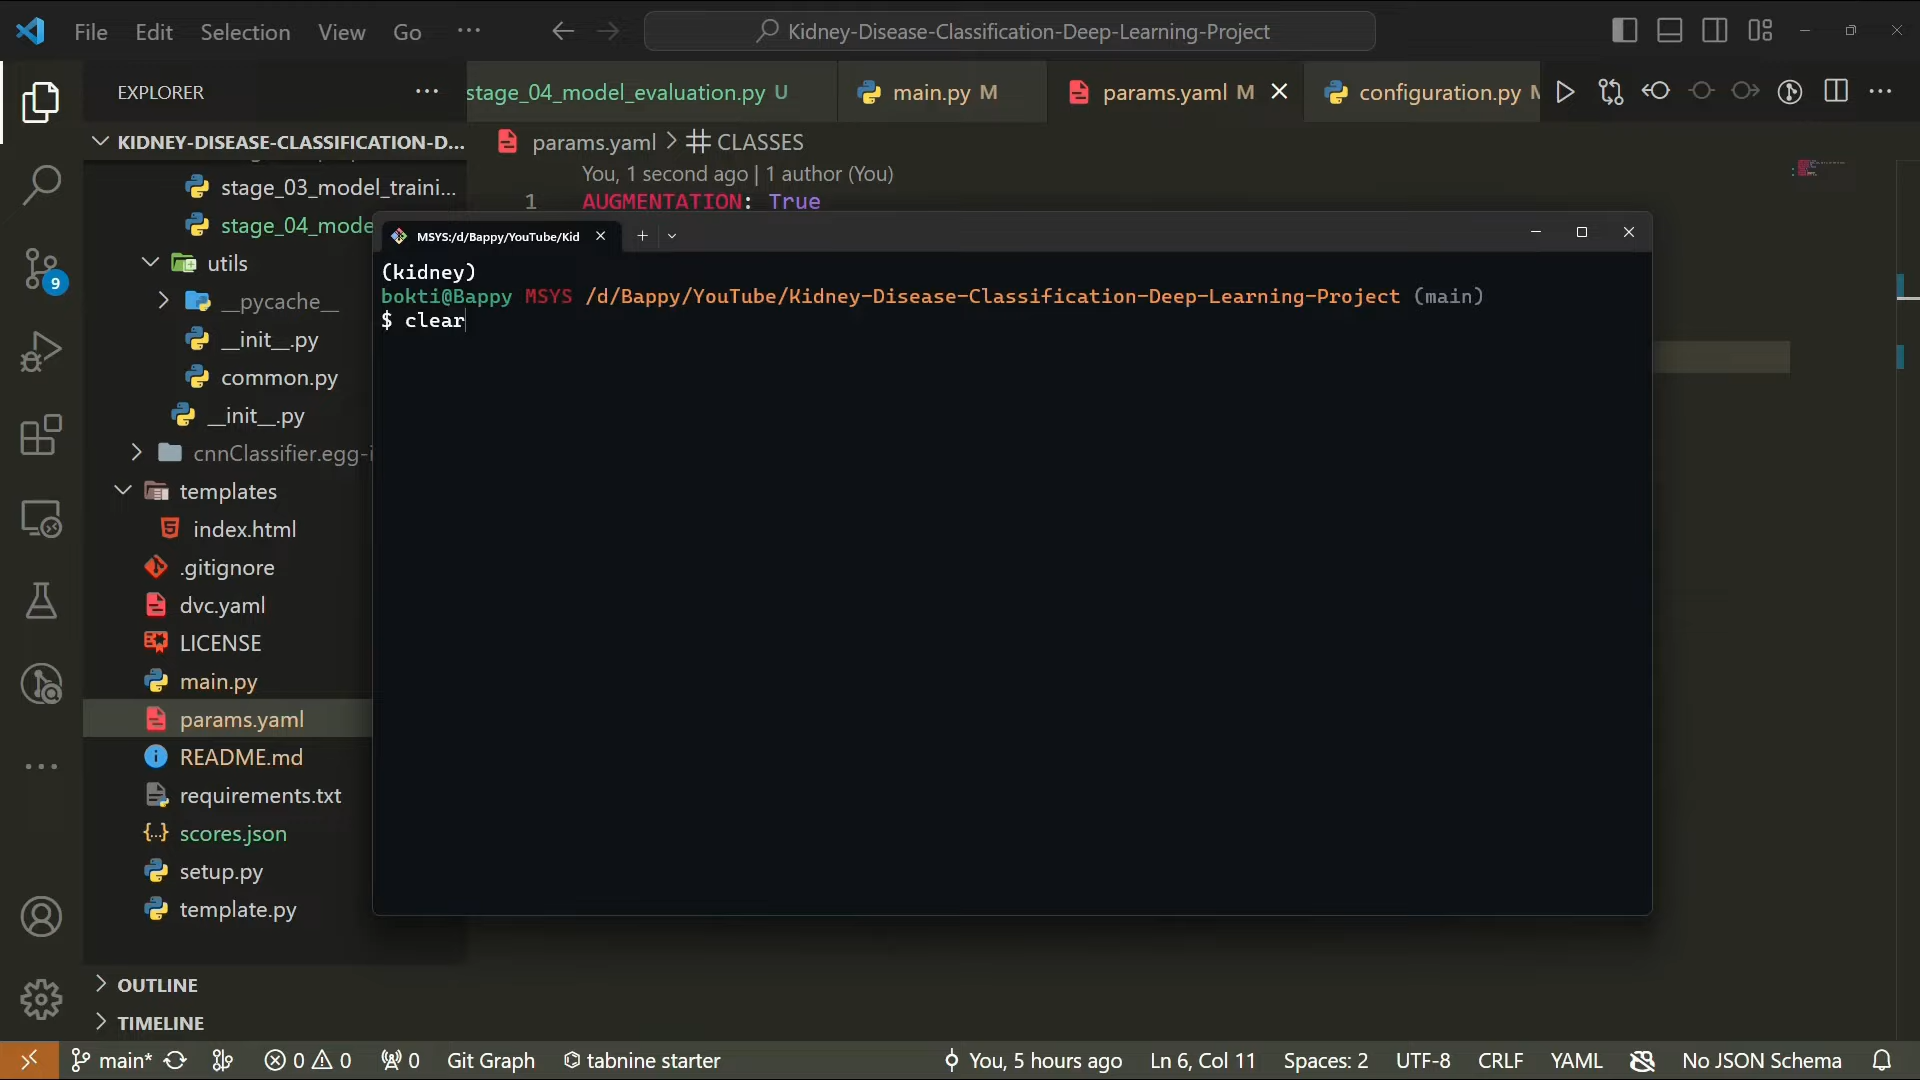 File Edit Selection View Go ···
Kidney-Disease-Classification-Deep-Learning-Project
EXPLORER
stage_04_model_evaluation.py U
main.py M
params.yaml M
configuration.py M
KIDNEY-DISEASE-CLASSIFICATION-D...
params.yaml > CLASSES
You, 1 second ago | 1 author (You)
1 AUGMENTATION: True
stage_03_model_traini...
stage_04_mode
utils
__pycache__
__init__.py
common.py
__init__.py
cnnClassifier.egg-i
templates
index.html
.gitignore
dvc.yaml
LICENSE
main.py
params.yaml
README.md
requirements.txt
scores.json
setup.py
template.py
OUTLINE
TIMELINE
9
MSYS:/d/Bappy/YouTube/Kid
(kidney)
bokti@Bappy MSYS /d/Bappy/YouTube/Kidney-Disease-Classification-Deep-Learning-Project (main)
$ clear
main* 0 0 0 Git Graph tabnine starter You, 5 hours ago Ln 6, Col 11 Spaces: 2 UTF-8 CRLF YAML No JSON Schema